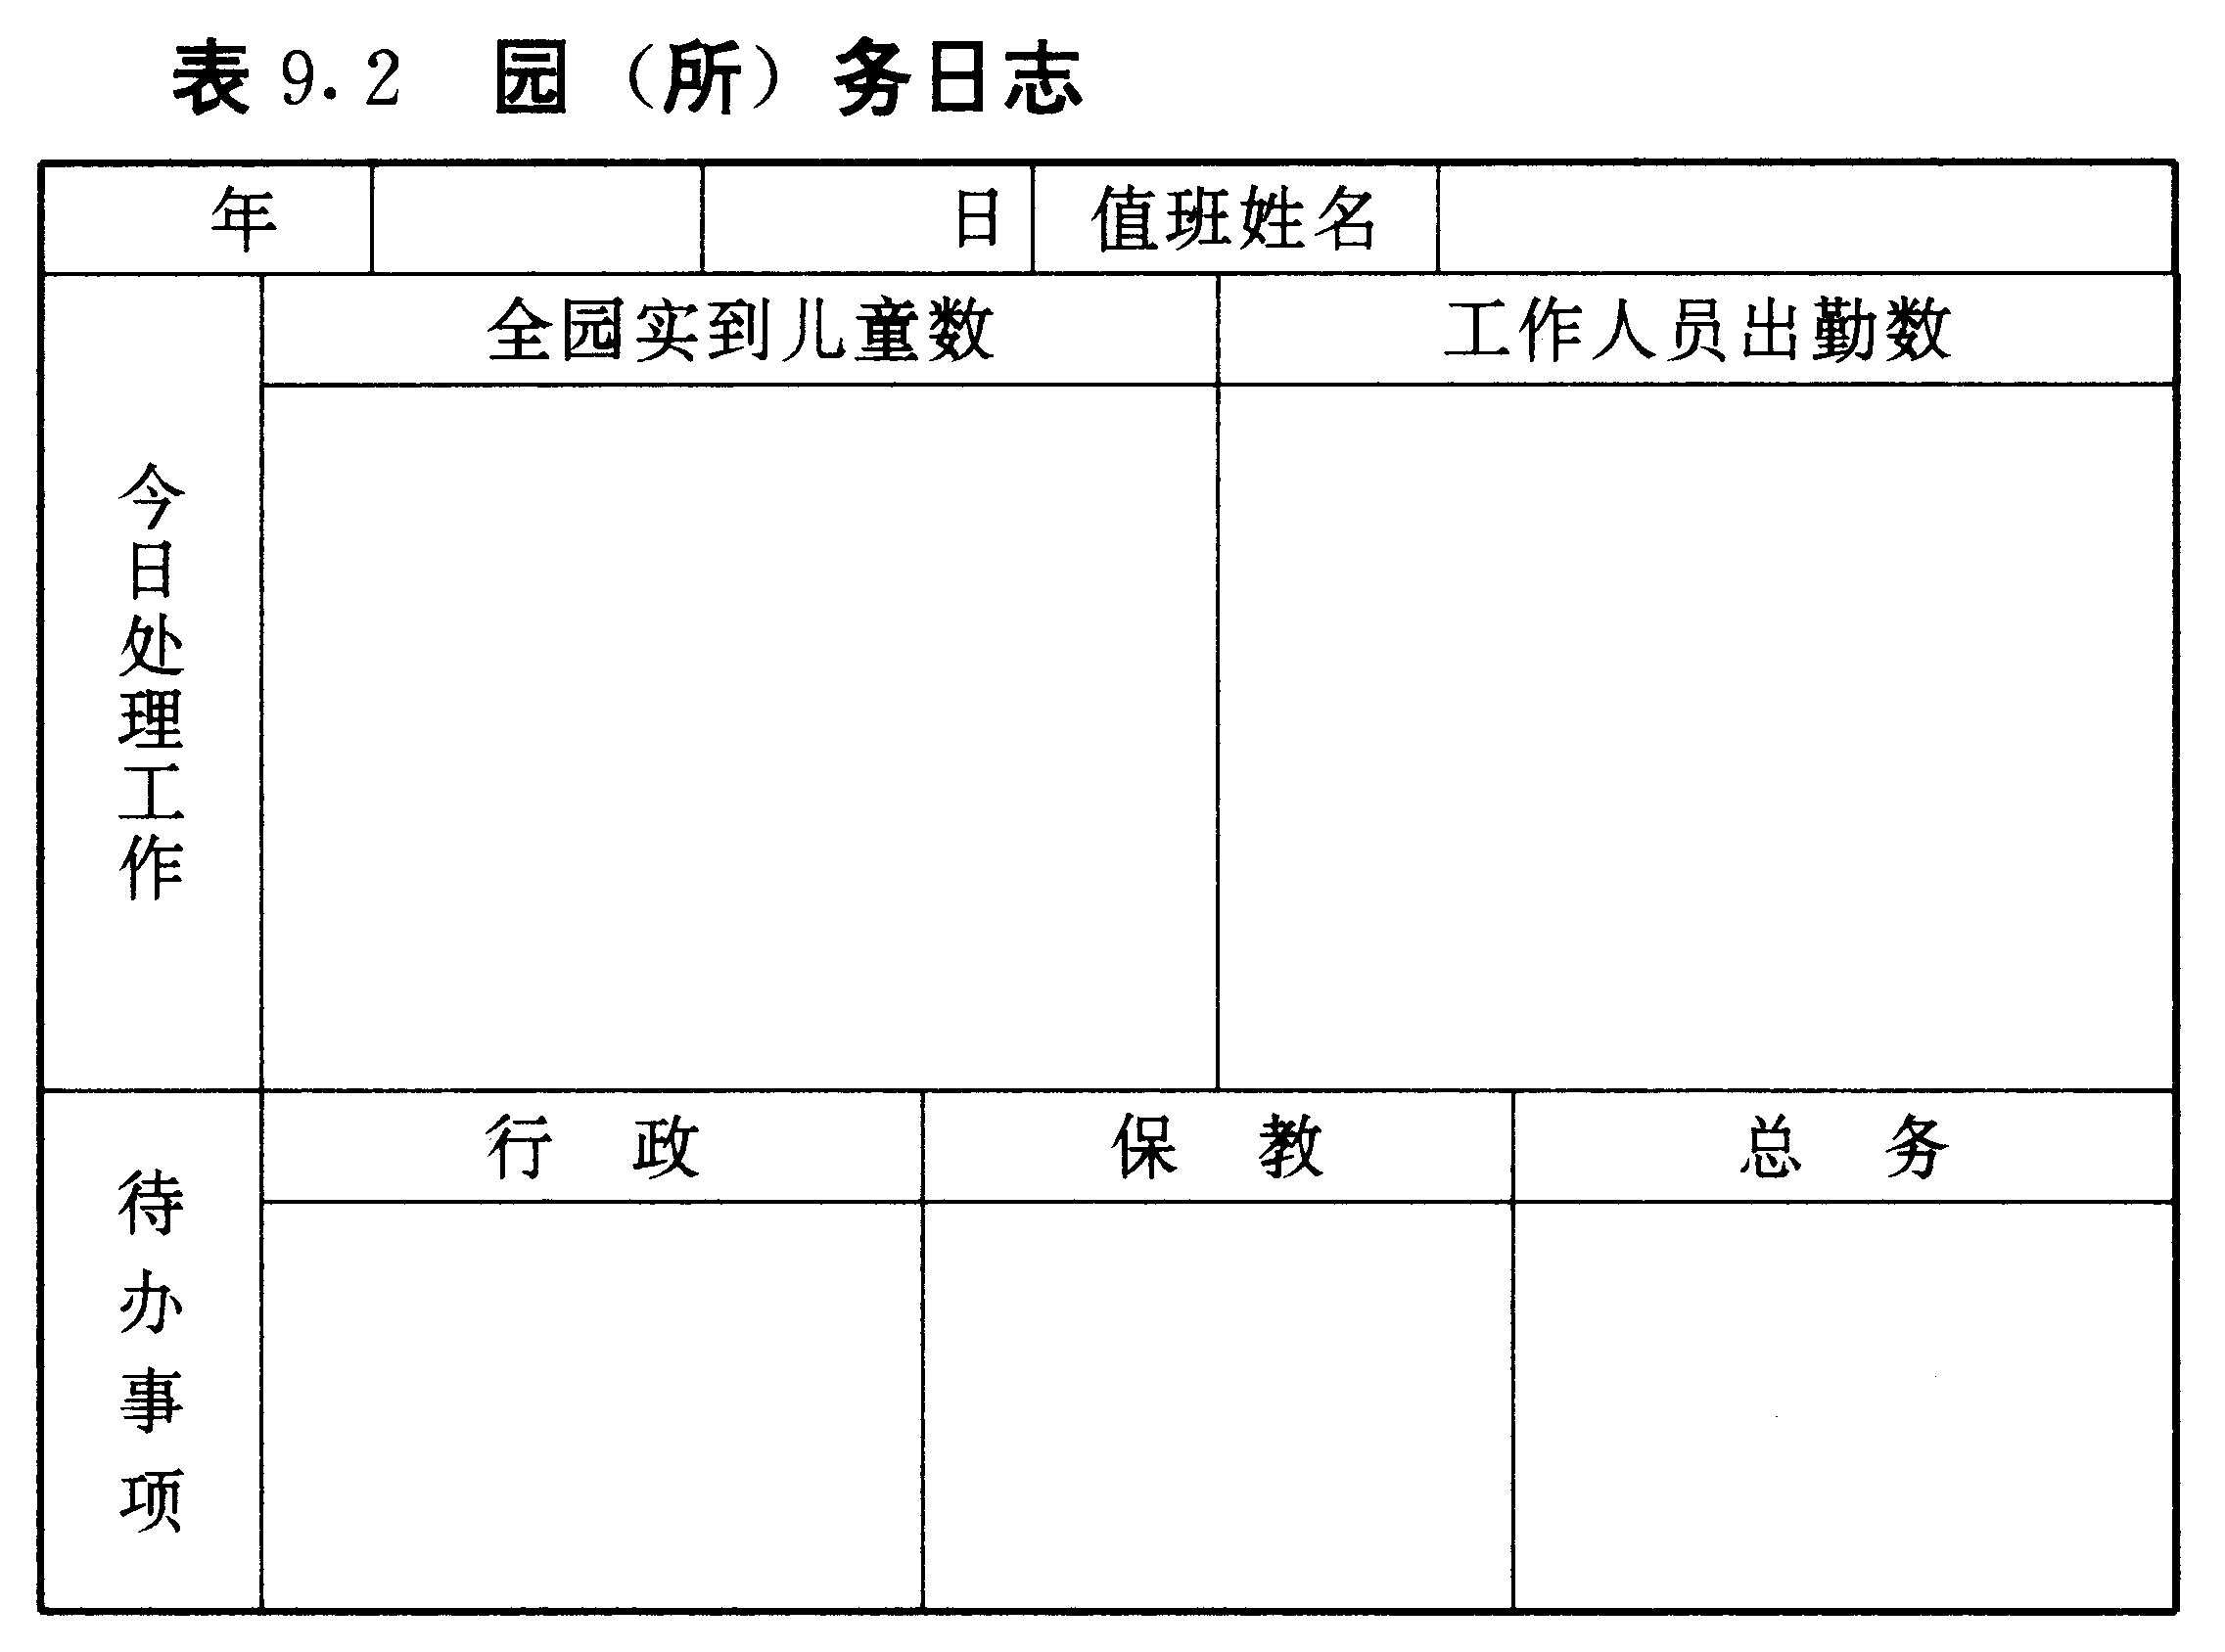 表9.2 园（所）务日志
年 日 值班姓名
全园实到儿童数 工作人员出勤数
今日处理工作
行 政 保 教 总 务
待办事项